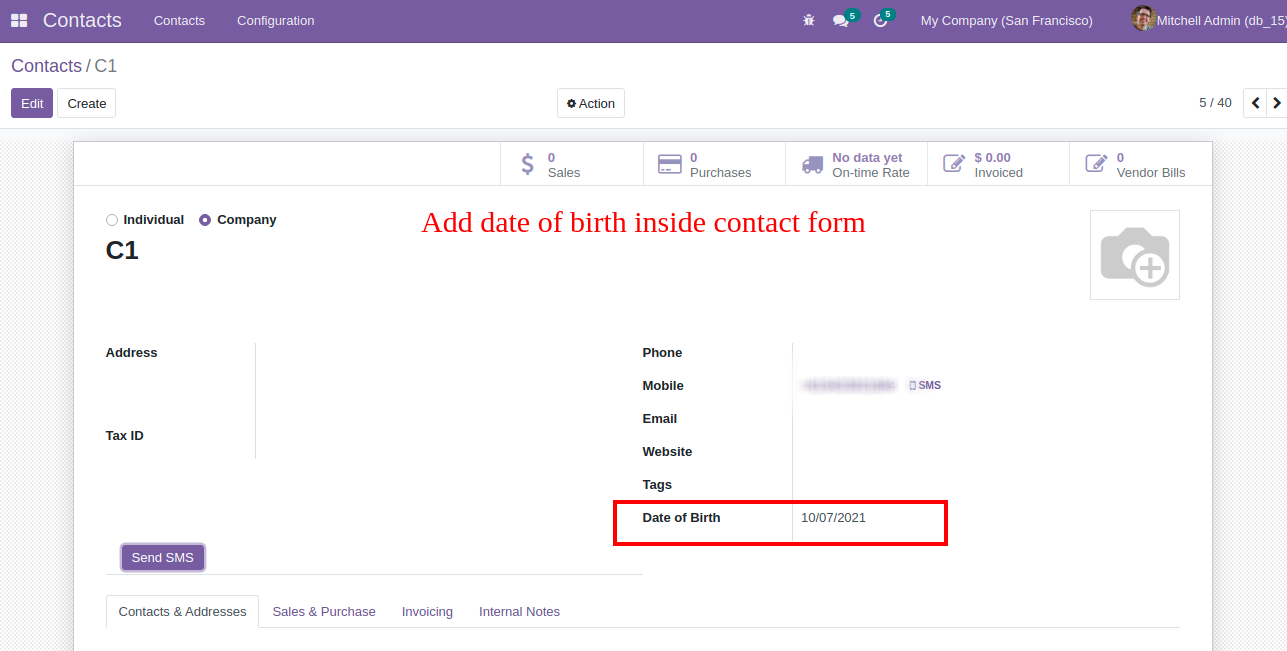 Contacts Contacts Configuration 5 5 My Company (San Francisco) Mitchell Admin (db_15)
Contacts / C1
Edit Create Action 5 / 40
0 Sales
0 Purchases
No data yet On-time Rate
$ 0.00 Invoiced
0 Vendor Bills
Individual Company
Add date of birth inside contact form
C1
Address
Tax ID
Phone
Mobile SMS
Email
Website
Tags
Date of Birth 10/07/2021
Send SMS
Contacts & Addresses Sales & Purchase Invoicing Internal Notes